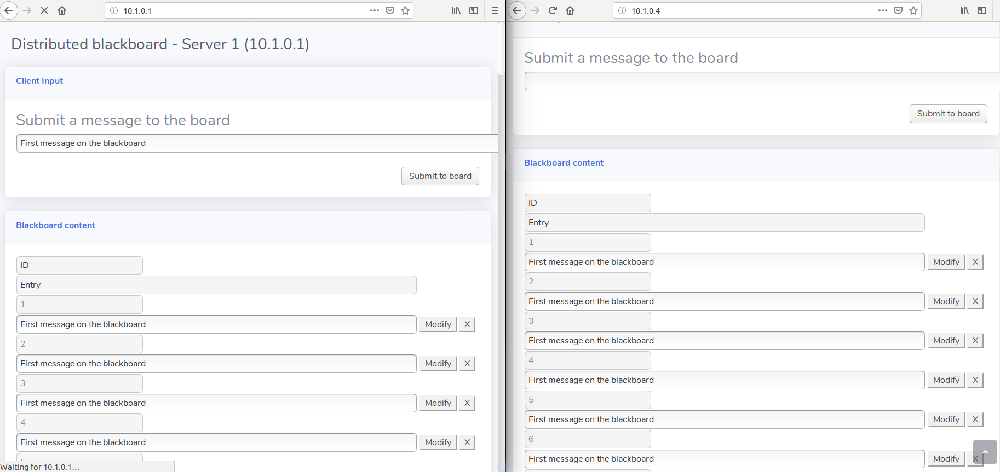 10.1.0.1
Distributed blackboard - Server 1 (10.1.0.1)
Client Input
Submit a message to the board
First message on the blackboard
Submit to board
Blackboard content
ID
Entry
1
First message on the blackboard
Modify X
2
First message on the blackboard
Modify X
3
First message on the blackboard
Modify X
4
First message on the blackboard
Modify X
Waiting for 10.1.0.1...
10.1.0.4
Submit a message to the board
Submit to board
Blackboard content
ID
Entry
1
First message on the blackboard
Modify X
2
First message on the blackboard
Modify X
3
First message on the blackboard
Modify X
4
First message on the blackboard
Modify X
5
First message on the blackboard
Modify X
6
First message on the blackboard
Modify X